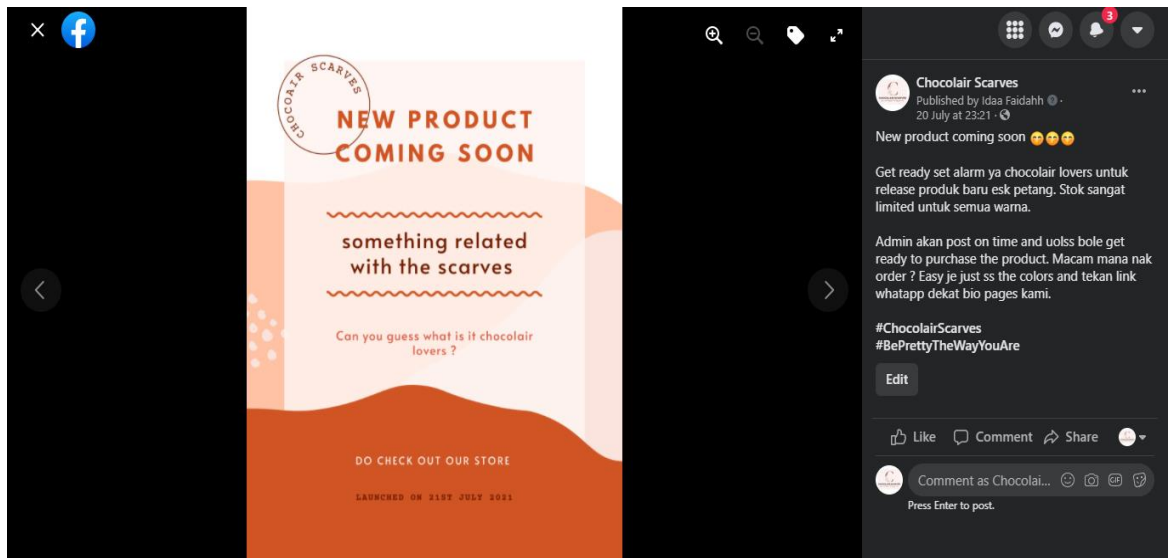 CHOCOAIR SCARVES
NEW PRODUCT
COMING SOON
something related
with the scarves
Can you guess what is it chocolair
lovers ?
DO CHECK OUT OUR STORE
LAUNCHED ON 21ST JULY 2021
3
Chocolair Scarves
Published by Idaa Faidahh
20 July at 23:21 ·
New product coming soon 😁😁😁
Get ready set alarm ya chocolair lovers untuk
release produk baru esk petang. Stok sangat
limited untuk semua warna.
Admin akan post on time and uolss bole get
ready to purchase the product. Macam mana nak
order ? Easy je just ss the colors and tekan link
whatapp dekat bio pages kami.
#ChocolairScarves
#BePrettyTheWayYouAre
Edit
Like Comment Share
Comment as Chocolai... GIF
Press Enter to post.